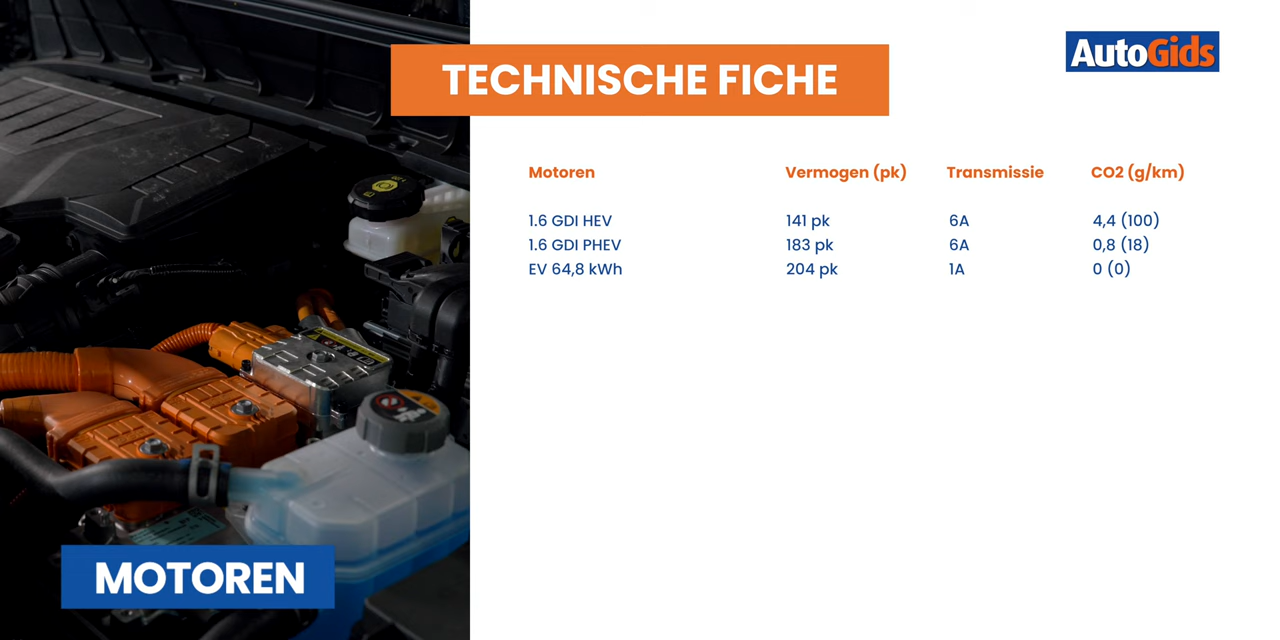 TECHNISCHE FICHE
AutoGids
Motoren Vermogen (pk) Transmissie CO2 (g/km)
1.6 GDI HEV 141 pk 6A 4,4 (100)
1.6 GDI PHEV 183 pk 6A 0,8 (18)
EV 64,8 kWh 204 pk 1A 0 (0)
MOTOREN